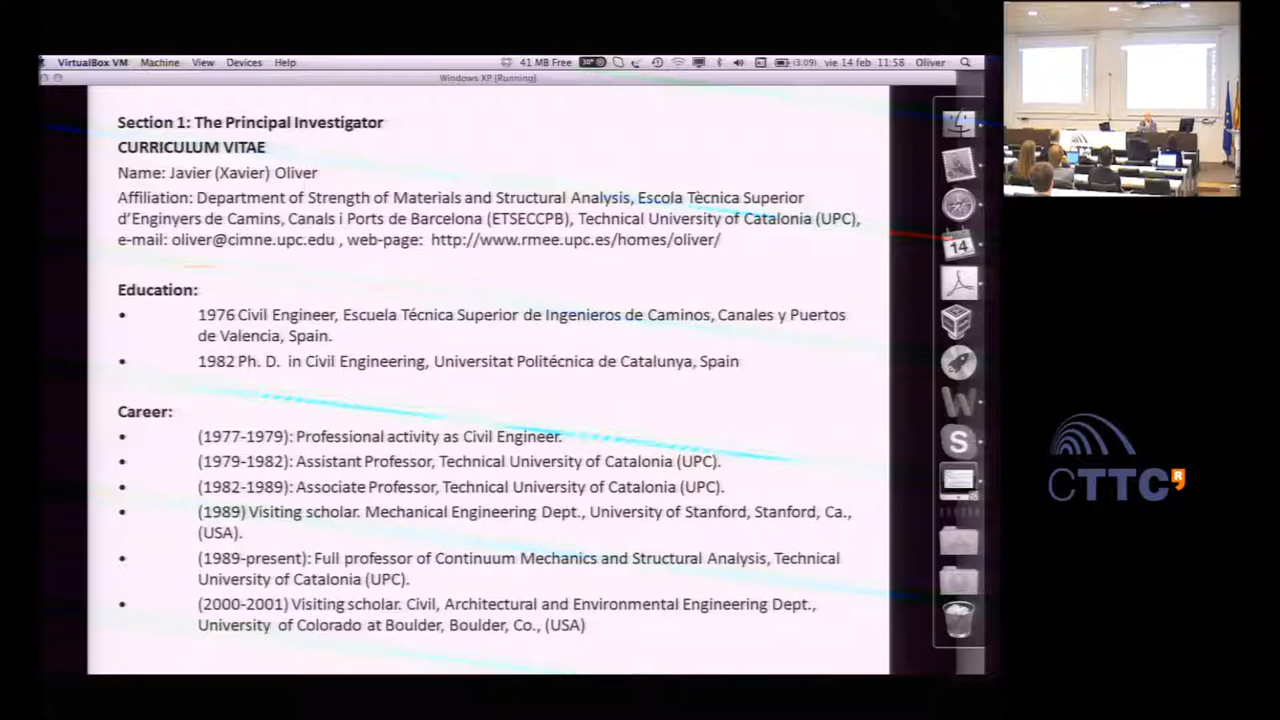 VirtualBox VM Machine View Devices Help 41 MB Free (3:09) vie 14 feb 11:58 Oliver
Windows XP [Running]
Section 1: The Principal Investigator
CURRICULUM VITAE
Name: Javier (Xavier) Oliver
Affiliation: Department of Strength of Materials and Structural Analysis, Escola Tècnica Superior
d’Enginyers de Camins, Canals i Ports de Barcelona (ETSECCPB), Technical University of Catalonia (UPC),
e-mail: oliver@cimne.upc.edu , web-page: http://www.rmee.upc.es/homes/oliver/
Education:
• 1976 Civil Engineer, Escuela Técnica Superior de Ingenieros de Caminos, Canales y Puertos
de Valencia, Spain.
• 1982 Ph. D. in Civil Engineering, Universitat Politécnica de Catalunya, Spain
Career:
• (1977-1979): Professional activity as Civil Engineer.
• (1979-1982): Assistant Professor, Technical University of Catalonia (UPC).
• (1982-1989): Associate Professor, Technical University of Catalonia (UPC).
• (1989) Visiting scholar. Mechanical Engineering Dept., University of Stanford, Stanford, Ca.,
(USA).
• (1989-present): Full professor of Continuum Mechanics and Structural Analysis, Technical
University of Catalonia (UPC).
• (2000-2001) Visiting scholar. Civil, Architectural and Environmental Engineering Dept.,
University of Colorado at Boulder, Boulder, Co., (USA)
14
W
S
CTTC R